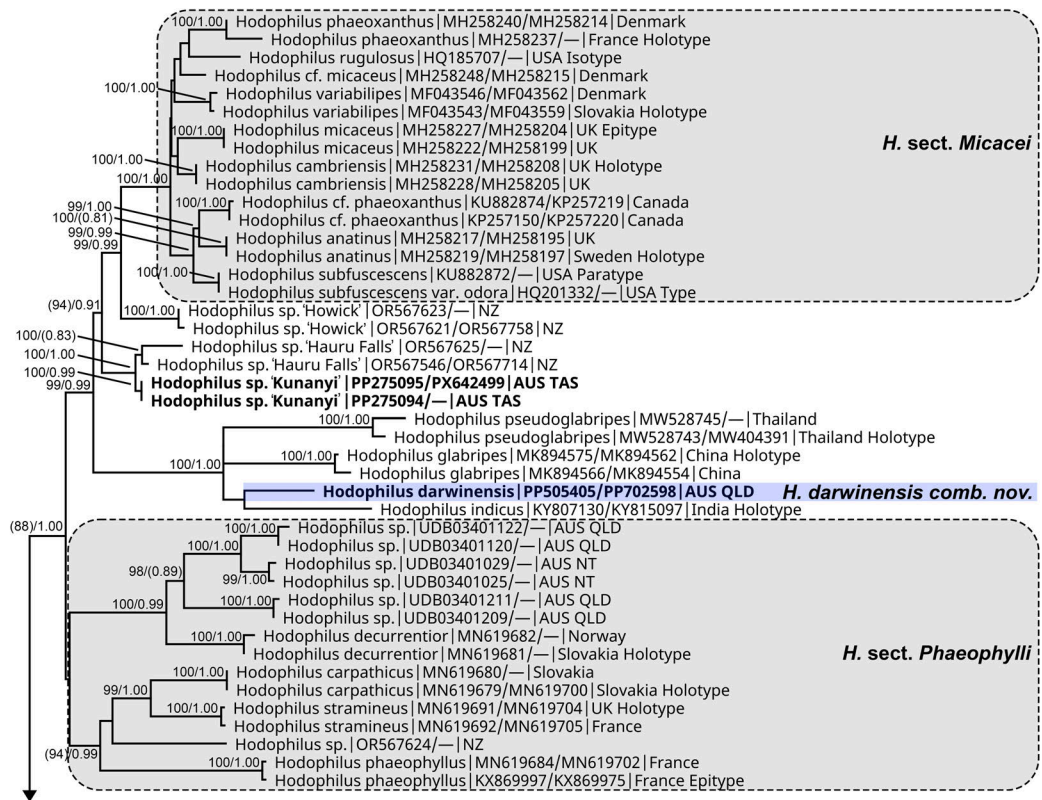 100/1.00 Hodophilus phaeoxanthus|MH258240/MH258214|Denmark
Hodophilus phaeoxanthus|MH258237/—|France Holotype
Hodophilus rugulosus|HQ185707/—|USA Isotype
Hodophilus cf. micaceus|MH258248/MH258215|Denmark
100/1.00 Hodophilus variabilipes|MF043546/MF043562|Denmark
Hodophilus variabilipes|MF043543/MF043559|Slovakia Holotype
100/1.00 Hodophilus micaceus|MH258227/MH258204|UK Epitype
Hodophilus micaceus|MH258222/MH258199|UK
H. sect. Micacei
100/1.00 Hodophilus cambriensis|MH258231/MH258208|UK Holotype
100/1.00 Hodophilus cambriensis|MH258228/MH258205|UK
99/1.00 100/1.00 Hodophilus cf. phaeoxanthus|KU882874/KP257219|Canada
100/(0.81) Hodophilus cf. phaeoxanthus|KP257150/KP257220|Canada
99/0.99 Hodophilus anatinus|MH258217/MH258195|UK
99/0.99 Hodophilus anatinus|MH258219/MH258197|Sweden Holotype
100/1.00 Hodophilus subfuscescens|KU882872/—|USA Paratype
Hodophilus subfuscescens var. odora|HQ201332/—|USA Type
(94)/0.91 100/1.00 Hodophilus sp. 'Howick'|OR567623/—|NZ
Hodophilus sp. 'Howick'|OR567621/OR567758|NZ
100/(0.83) Hodophilus sp. 'Hauru Falls'|OR567625/—|NZ
100/1.00 Hodophilus sp. 'Hauru Falls'|OR567546/OR567714|NZ
100/0.99 Hodophilus sp. 'Kunanyi'|PP275095/PX642499|AUS TAS
99/0.99 Hodophilus sp. 'Kunanyi'|PP275094/—|AUS TAS
100/1.00 Hodophilus pseudoglabripes|MW528745/—|Thailand
Hodophilus pseudoglabripes|MW528743/MW404391|Thailand Holotype
100/1.00 Hodophilus glabripes|MK894575/MK894562|China Holotype
100/1.00 Hodophilus glabripes|MK894566/MK894554|China
Hodophilus darwinensis|PP505405/PP702598|AUS QLD H. darwinensis comb. nov.
Hodophilus indicus|KY807130/KY815097|India Holotype
(88)/1.00 100/1.00 Hodophilus sp.|UDB03401122/—|AUS QLD
100/1.00 Hodophilus sp.|UDB03401120/—|AUS QLD
98/(0.89) Hodophilus sp.|UDB03401029/—|AUS NT
99/1.00 Hodophilus sp.|UDB03401025/—|AUS NT
100/0.99 100/1.00 Hodophilus sp.|UDB03401211/—|AUS QLD
Hodophilus sp.|UDB03401209/—|AUS QLD
100/1.00 Hodophilus decurrentior|MN619682/—|Norway
Hodophilus decurrentior|MN619681/—|Slovakia Holotype
H. sect. Phaeophylli
100/1.00 Hodophilus carpathicus|MN619680/—|Slovakia
99/1.00 Hodophilus carpathicus|MN619679/MN619700|Slovakia Holotype
100/1.00 Hodophilus stramineus|MN619691/MN619704|UK Holotype
Hodophilus stramineus|MN619692/MN619705|France
Hodophilus sp.|OR567624/—|NZ
(94)/0.99 100/1.00 Hodophilus phaeophyllus|MN619684/MN619702|France
Hodophilus phaeophyllus|KX869997/KX869975|France Epitype